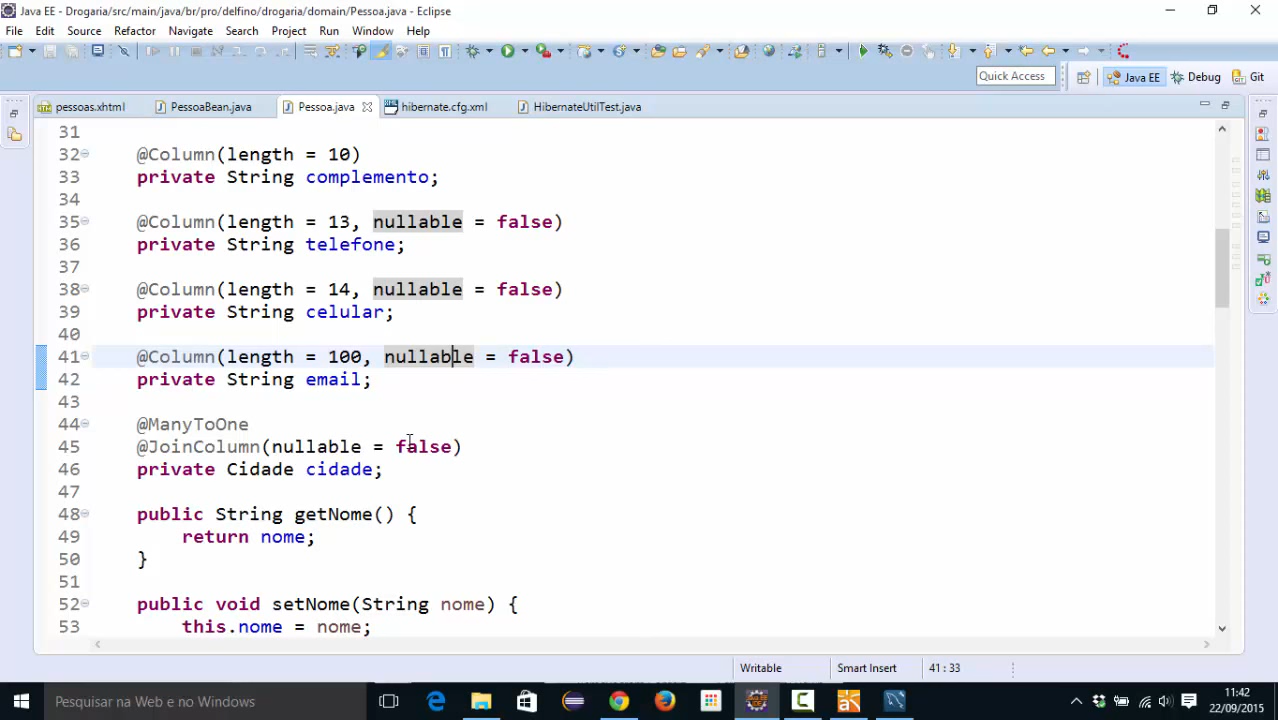 Java EE - Drogaria/src/main/java/br/pro/delfino/drogaria/domain/Pessoa.java - Eclipse
File Edit Source Refactor Navigate Search Project Run Window Help
Quick Access Java EE Debug Git
pessoas.xhtml PessoaBean.java Pessoa.java hibernate.cfg.xml HibernateUtilTest.java
31
32 @Column(length = 10)
33 private String complemento;
34
35 @Column(length = 13, nullable = false)
36 private String telefone;
37
38 @Column(length = 14, nullable = false)
39 private String celular;
40
41 @Column(length = 100, nullable = false)
42 private String email;
43
44 @ManyToOne
45 @JoinColumn(nullable = false)
46 private Cidade cidade;
47
48 public String getNome() {
49 return nome;
50 }
51
52 public void setNome(String nome) {
53 this.nome = nome;
Writable Smart Insert 41 : 33
Pesquisar na Web e no Windows
11:42
22/09/2015